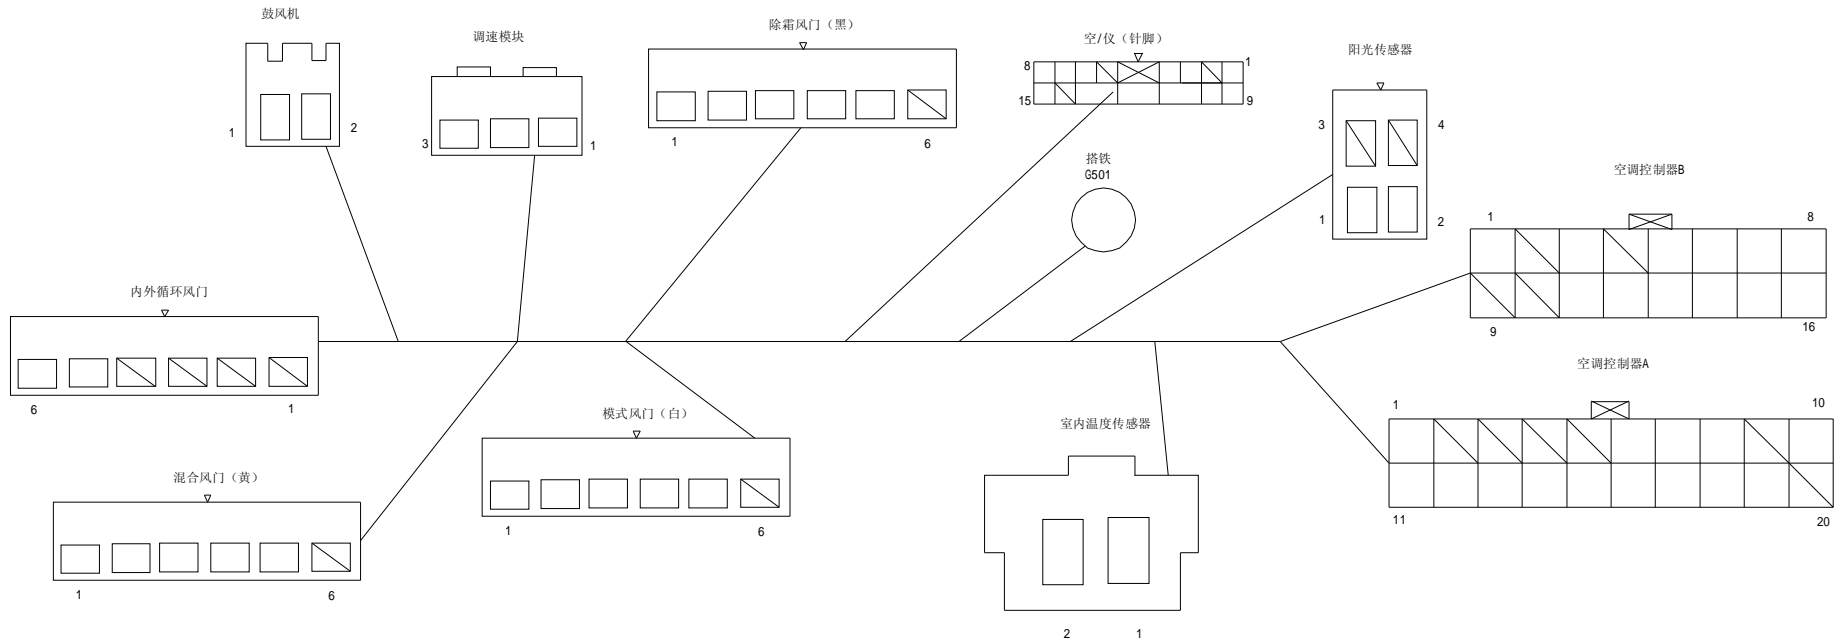 鼓风机
1
2
调速模块
3
1
除霜风门（黑）
1
6
空/仪（针脚）
8
1
15
9
阳光传感器
3
4
1
2
搭铁
G501
空调控制器B
1
8
9
16
内外循环风门
6
1
空调控制器A
1
10
11
20
模式风门（白）
1
6
室内温度传感器
2
1
混合风门（黄）
1
6